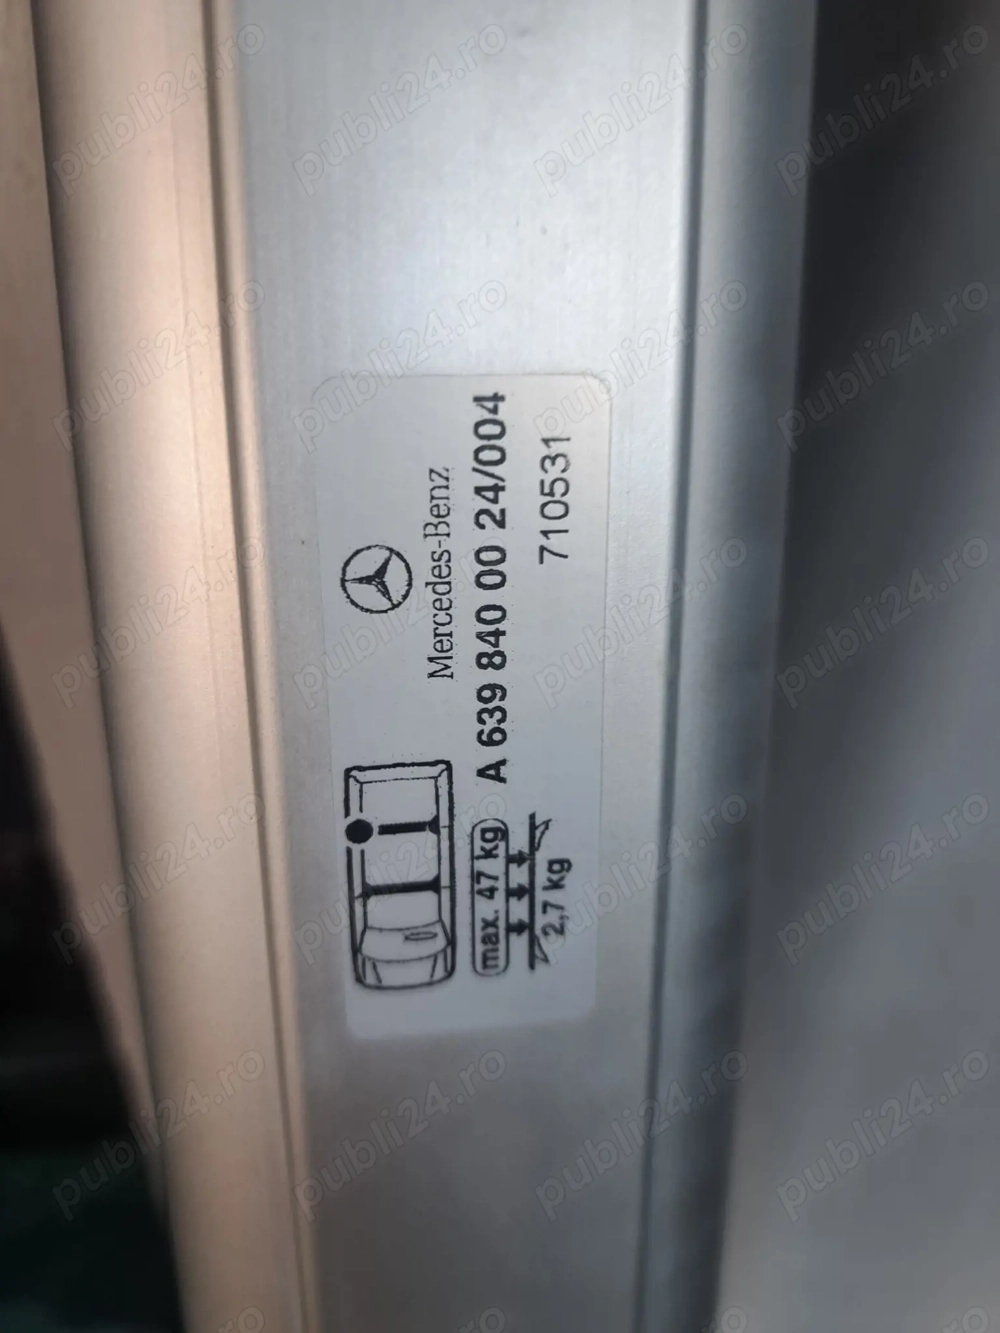 Mercedes-Benz
A 639 840 00 24/004
710531
max. 47 kg
2,7 kg
publi24.ro